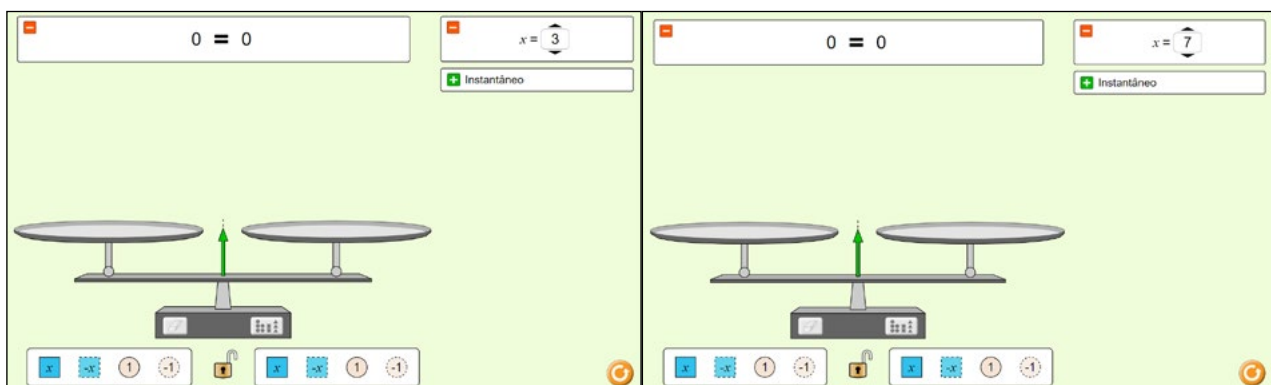 0 = 0
x = 3
Instantâneo
x -x 1 -1
x -x 1 -1
0 = 0
x = 7
Instantâneo
x -x 1 -1
x -x 1 -1